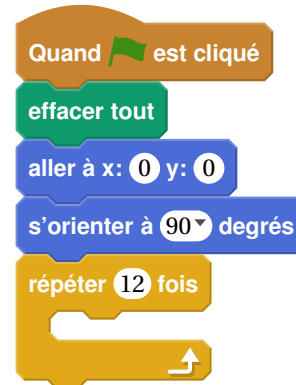 Quand est cliqué
effacer tout
aller à x: 0 y: 0
s’orienter à 90 degrés
répéter 12 fois